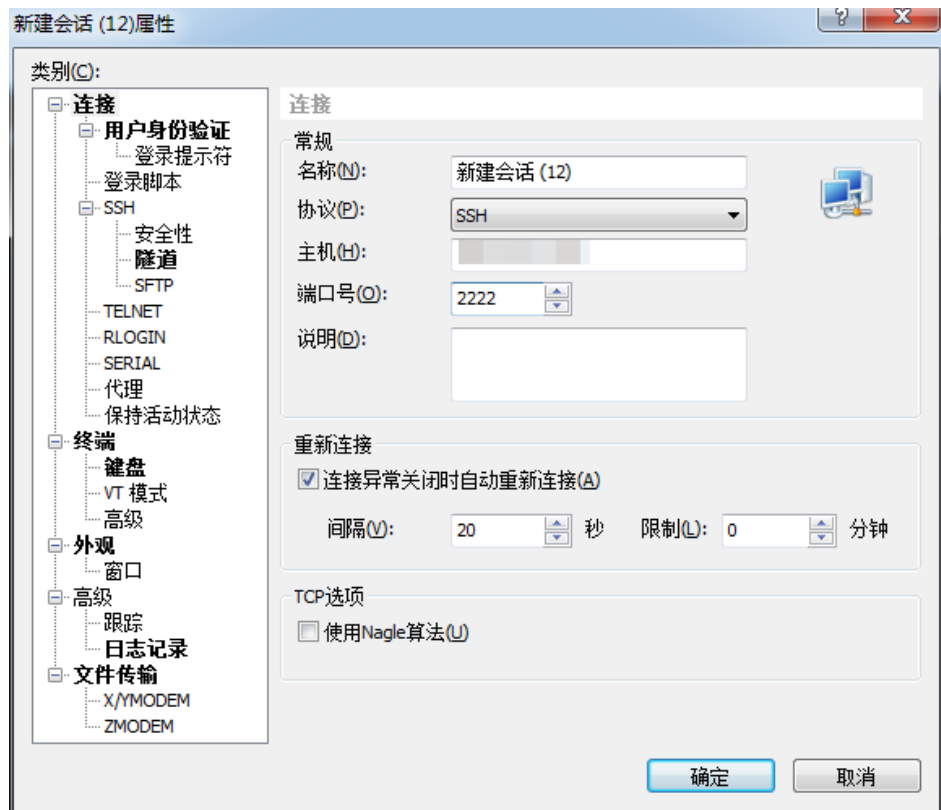 新建会话 (12)属性
类别(C):
连接
用户身份验证
登录提示符
登录脚本
SSH
安全性
隧道
SFTP
TELNET
RLOGIN
SERIAL
代理
保持活动状态
终端
键盘
VT 模式
高级
外观
窗口
高级
跟踪
日志记录
文件传输
X/YMODEM
ZMODEM
连接
常规
名称(N): 新建会话 (12)
协议(P): SSH
主机(H):
端口号(O): 2222
说明(D):
重新连接
连接异常关闭时自动重新连接(A)
间隔(V): 20 秒 限制(L): 0 分钟
TCP选项
使用Nagle算法(U)
确定 取消